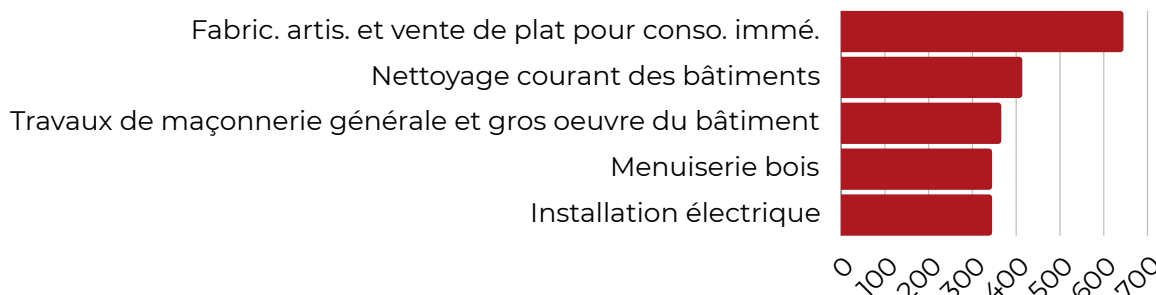 Fabric. artis. et vente de plat pour conso. immé.
Nettoyage courant des bâtiments
Travaux de maçonnerie générale et gros oeuvre du bâtiment
Menuiserie bois
Installation électrique
0 100 200 300 400 500 600 700